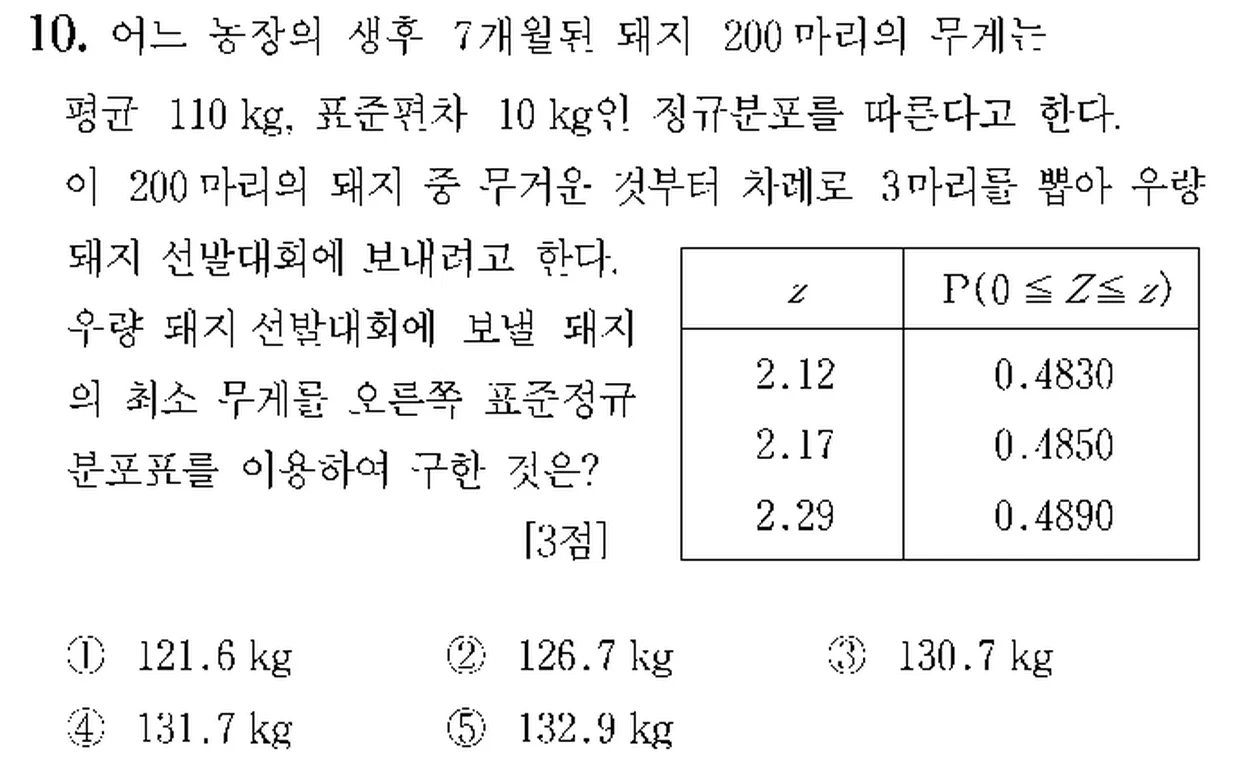 10. 어느 농장의 생후 7개월된 돼지 200마리의 무게는
평균 110 kg, 표준편차 10 kg인 정규분포를 따른다고 한다.
이 200마리의 돼지 중 무거운 것부터 차례로 3마리를 뽑아 우량
돼지 선발대회에 보내려고 한다.
우량 돼지 선발대회에 보낼 돼지
의 최소 무게를 오른쪽 표준정규
분포표를 이용하여 구한 것은?
[3점]
z P(0 ≦ Z ≦ z)
2.12 0.4830
2.17 0.4850
2.29 0.4890
① 121.6 kg ② 126.7 kg ③ 130.7 kg
④ 131.7 kg ⑤ 132.9 kg